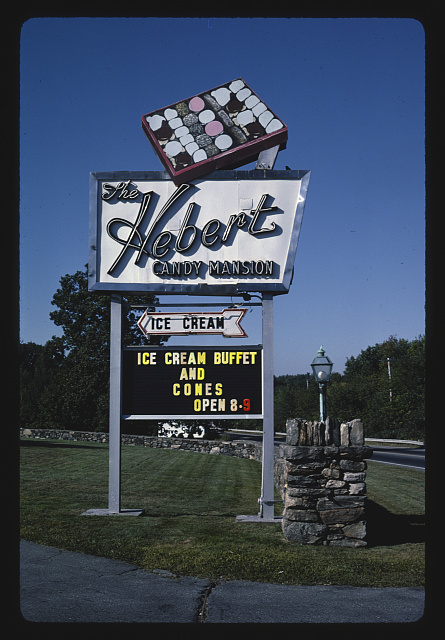 The
Hebert
CANDY MANSION
ICE CREAM
ICE CREAM BUFFET
AND
CONES
OPEN 8-9